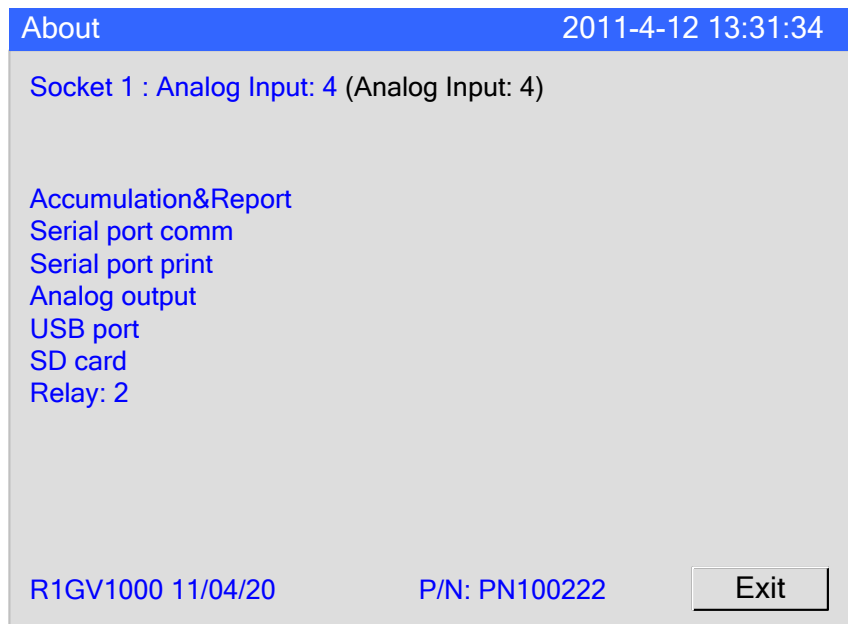 About 2011-4-12 13:31:34
Socket 1 : Analog Input: 4 (Analog Input: 4)
Accumulation&Report
Serial port comm
Serial port print
Analog output
USB port
SD card
Relay: 2
R1GV1000 11/04/20 P/N: PN100222 Exit